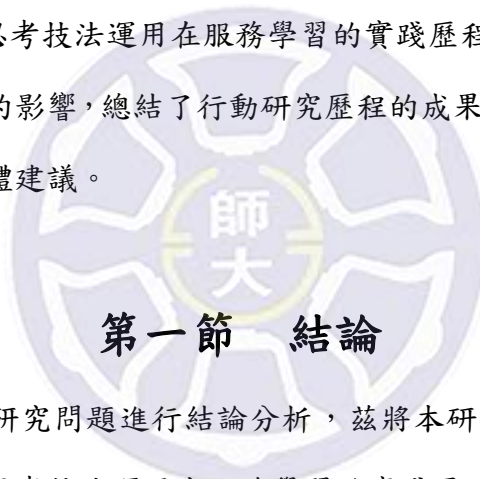 考技法運用在服務學習的實踐歷程
的影響，總結了行動研究歷程的成果
體建議。
師
大
第一節 結論
研究問題進行結論分析，茲將本研